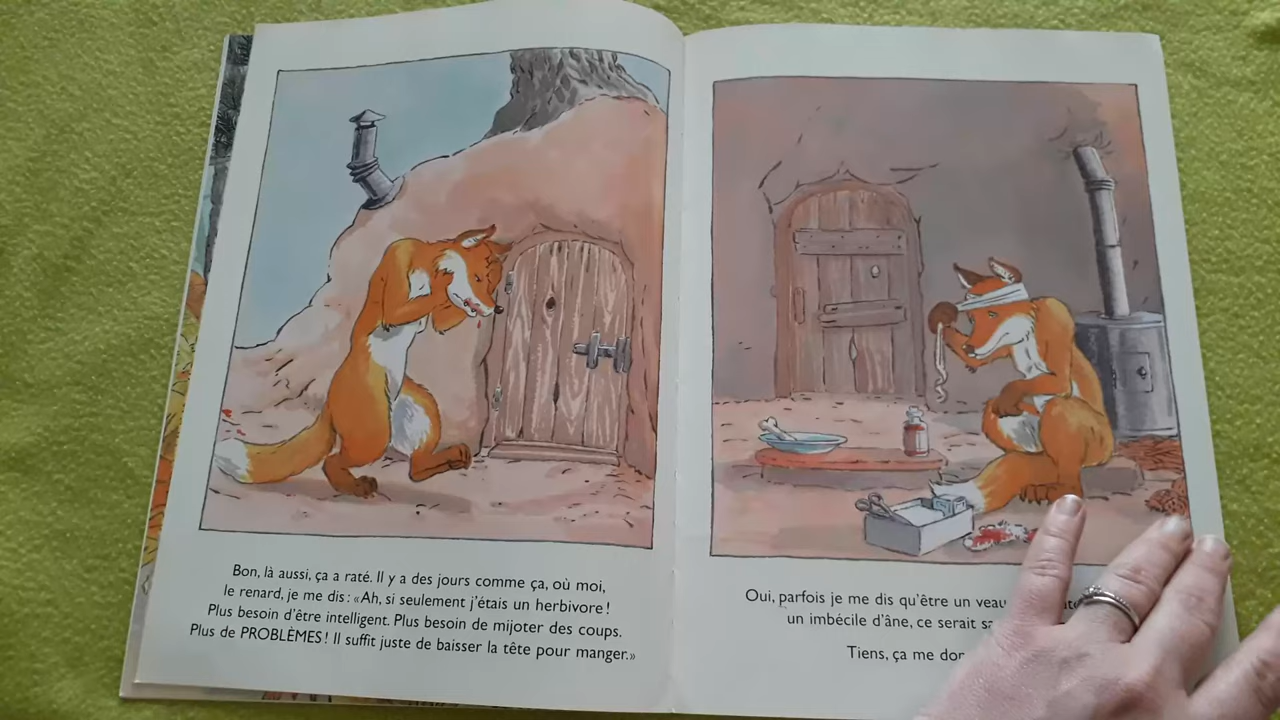 Bon, là aussi, ça a raté. Il y a des jours comme ça, où moi,
le renard, je me dis : «Ah, si seulement j'étais un herbivore !
Plus besoin d'être intelligent. Plus besoin de mijoter des coups.
Plus de PROBLÈMES ! Il suffit juste de baisser la tête pour manger.»
Oui, parfois je me dis qu'être un veau
un imbécile d'âne, ce serait
Tiens, ça me